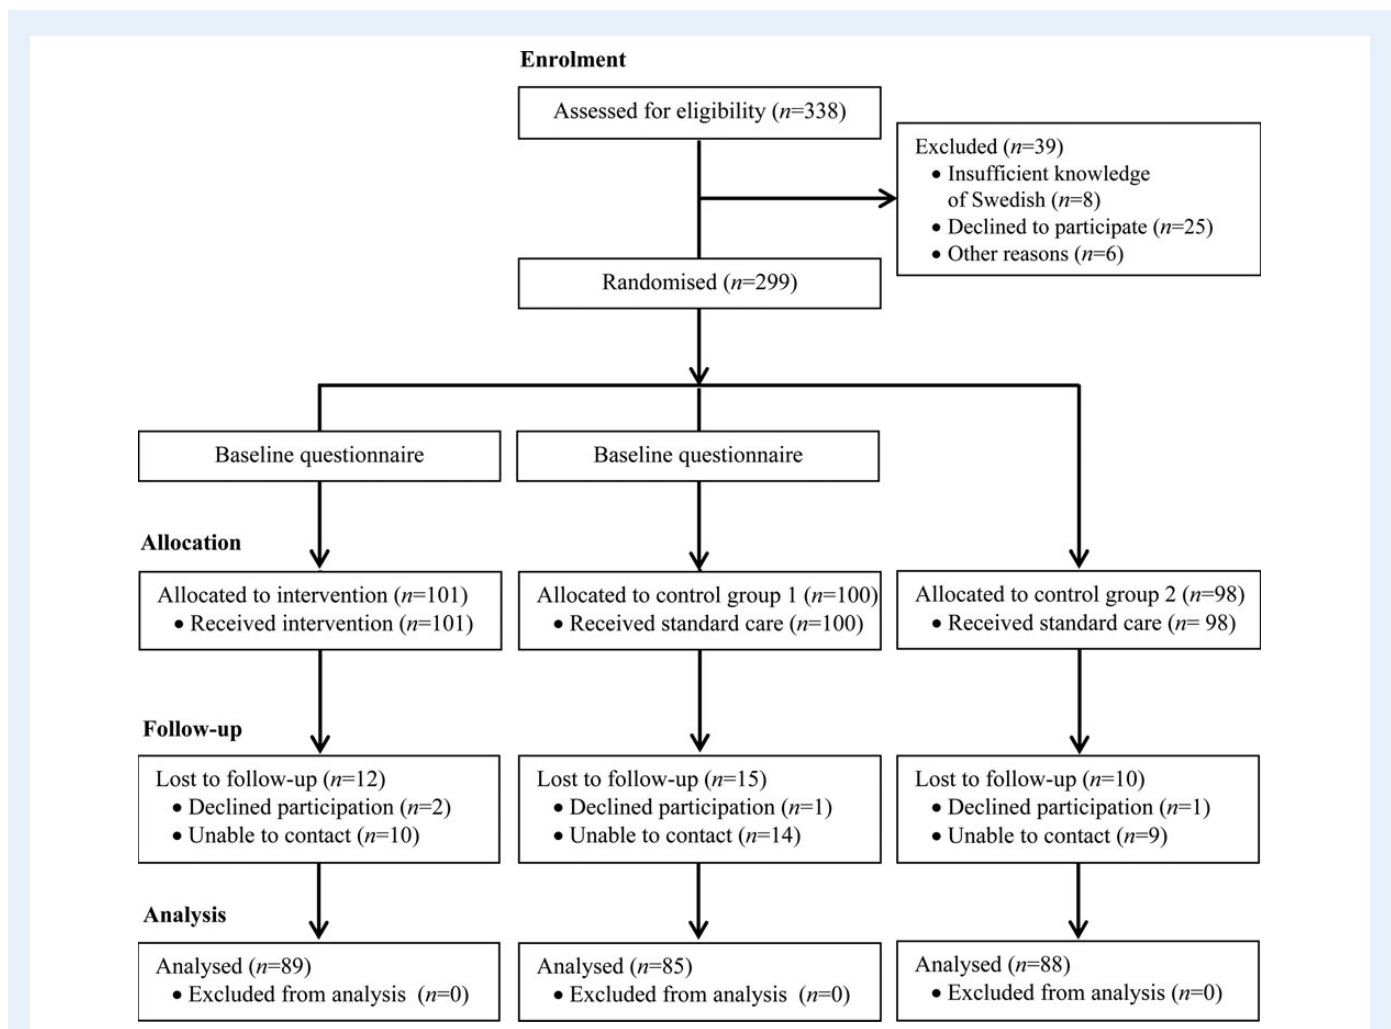 Enrolment
Assessed for eligibility (n=338)
Excluded (n=39)
• Insufficient knowledge
of Swedish (n=8)
• Declined to participate (n=25)
• Other reasons (n=6)
Randomised (n=299)
Baseline questionnaire
Baseline questionnaire
Allocation
Allocated to intervention (n=101)
• Received intervention (n=101)
Allocated to control group 1 (n=100)
• Received standard care (n=100)
Allocated to control group 2 (n=98)
• Received standard care (n= 98)
Follow-up
Lost to follow-up (n=12)
• Declined participation (n=2)
• Unable to contact (n=10)
Lost to follow-up (n=15)
• Declined participation (n=1)
• Unable to contact (n=14)
Lost to follow-up (n=10)
• Declined participation (n=1)
• Unable to contact (n=9)
Analysis
Analysed (n=89)
• Excluded from analysis (n=0)
Analysed (n=85)
• Excluded from analysis (n=0)
Analysed (n=88)
• Excluded from analysis (n=0)